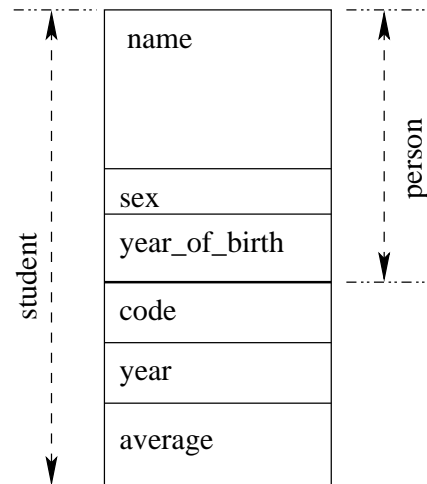 name
sex
year_of_birth
code
year
average
student
person